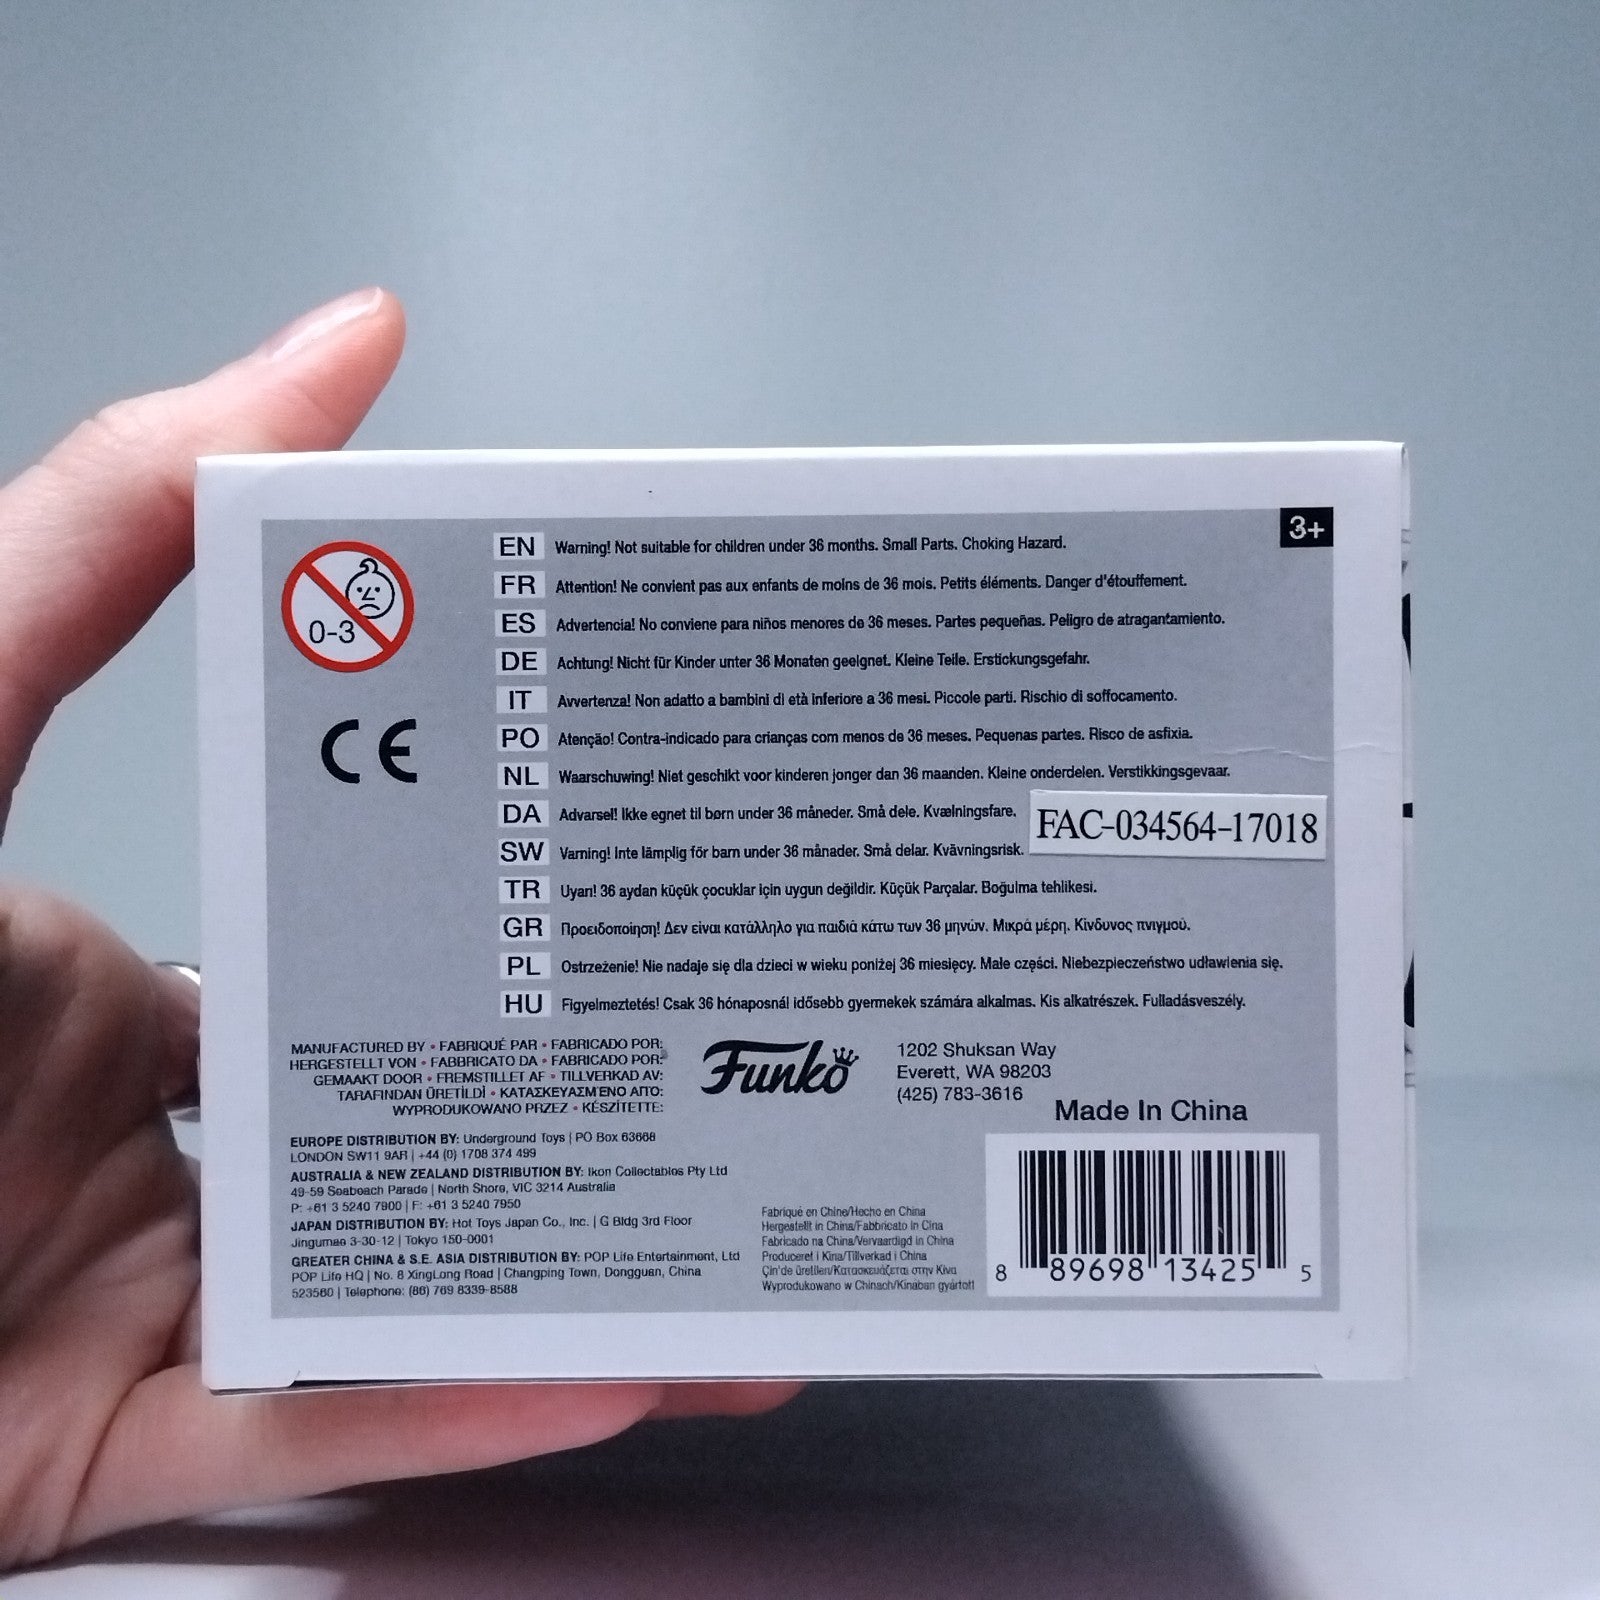 3+
0-3
CE
EN Warning! Not suitable for children under 36 months. Small Parts. Choking Hazard.
FR Attention! Ne convient pas aux enfants de moins de 36 mois. Petits éléments. Danger d'étouffement.
ES Advertencia! No conviene para niños menores de 36 meses. Partes pequeñas. Peligro de atragantamiento.
DE Achtung! Nicht für Kinder unter 36 Monaten geeignet. Kleine Teile. Erstickungsgefahr.
IT Avvertenza! Non adatto a bambini di età inferiore a 36 mesi. Piccole parti. Rischio di soffocamento.
PO Atenção! Contra-indicado para crianças com menos de 36 meses. Pequenas partes. Risco de asfixia.
NL Waarschuwing! Niet geschikt voor kinderen jonger dan 36 maanden. Kleine onderdelen. Verstikkingsgevaar.
DA Advarsel! Ikke egnet til børn under 36 måneder. Små dele. Kvælningsfare.
FAC-034564-17018
SW Varning! Inte lämplig för barn under 36 månader. Små delar. Kvävningsrisk.
TR Uyarı! 36 aydan küçük çocuklar için uygun değildir. Küçük Parçalar. Boğulma tehlikesi.
GR Προειδοποίηση! Δεν είναι κατάλληλο για παιδιά κάτω των 36 μηνών. Μικρά μέρη. Κίνδυνος πνιγμού.
PL Ostrzeżenie! Nie nadaje się dla dzieci w wieku poniżej 36 miesięcy. Małe części. Niebezpieczeństwo udławienia się.
HU Figyelmeztetés! Csak 36 hónaposnál idősebb gyermekek számára alkalmas. Kis alkatrészek. Fulladásveszély.
MANUFACTURED BY • FABRIQUÉ PAR • FABRICADO POR:
HERGESTELLT VON • FABBRICATO DA • FABRICADO POR:
GEMAAKT DOOR • FREMSTILLET AF • TILLVERKAD AV:
TARAFINDAN ÜRETİLDİ • ΚΑΤΑΣΚΕΥΑΣΜΈΝΟ ΑΠΌ:
WYPRODUKOWANO PRZEZ • KÉSZÍTETTE:
Funko
1202 Shuksan Way
Everett, WA 98203
(425) 783-3616
Made In China
EUROPE DISTRIBUTION BY: Underground Toys | PO Box 63668
LONDON SW11 9AR | +44 (0) 1708 374 499
AUSTRALIA & NEW ZEALAND DISTRIBUTION BY: Ikon Collectables Pty Ltd
49-59 Seabeach Parade | North Shore, VIC 3214 Australia
P: +61 3 5240 7900 | F: +61 3 5240 7950
JAPAN DISTRIBUTION BY: Hot Toys Japan Co., Inc. | G Bldg 3rd Floor
Jingumae 3-30-12 | Tokyo 150-0001
GREATER CHINA & S.E. ASIA DISTRIBUTION BY: POP Life Entertainment, Ltd
POP Life HQ | No. 8 XingLong Road | Changping Town, Dongguan, China
523560 | Telephone: (86) 769 8339-8588
Fabriqué en Chine/Hecho en China
Hergestellt in China/Fabbricato In Cina
Fabricado na China/Vervaardigd in China
Produceret i Kina/Tillverkad i China
Çin'de üretilen/Κατασκευάζεται στην Κίνα
Wyprodukowano w Chinach/Kínában gyártott
8 89698 13425 5